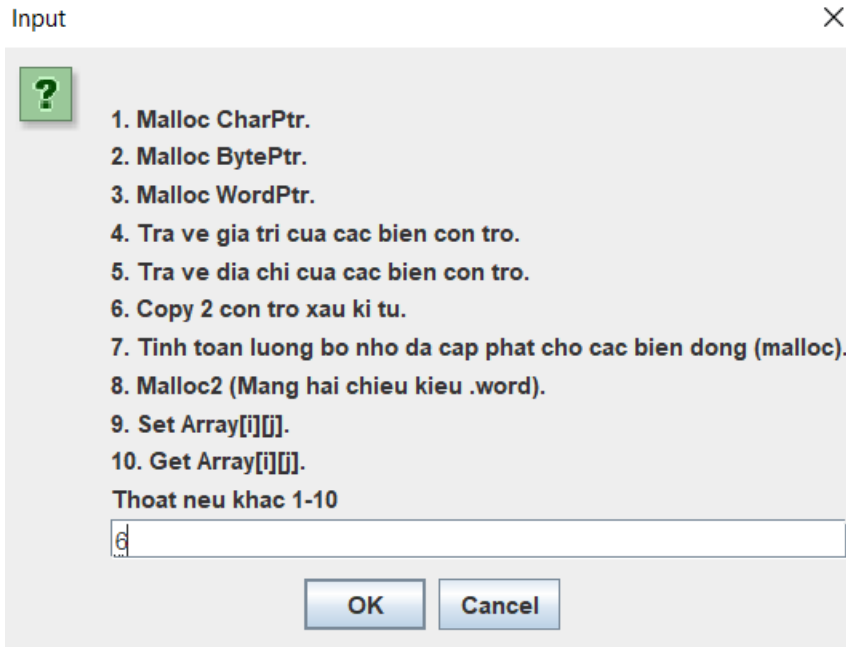 Input
1. Malloc CharPtr.
2. Malloc BytePtr.
3. Malloc WordPtr.
4. Tra ve gia tri cua cac bien con tro.
5. Tra ve dia chi cua cac bien con tro.
6. Copy 2 con tro xau ki tu.
7. Tinh toan luong bo nho da cap phat cho cac bien dong (malloc).
8. Malloc2 (Mang hai chieu kieu .word).
9. Set Array[i][j].
10. Get Array[i][j].
Thoat neu khac 1-10
6
OK Cancel